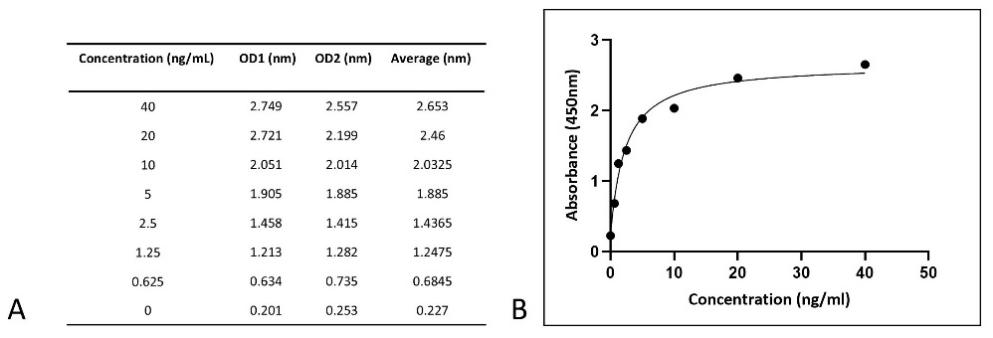 Concentration (ng/mL) OD1 (nm) OD2 (nm) Average (nm)
40 2.749 2.557 2.653
20 2.721 2.199 2.46
10 2.051 2.014 2.0325
5 1.905 1.885 1.885
2.5 1.458 1.415 1.4365
1.25 1.213 1.282 1.2475
0.625 0.634 0.735 0.6845
0 0.201 0.253 0.227
A
3
2
1
0
Absorbance (450nm)
0 10 20 30 40 50
Concentration (ng/ml)
B